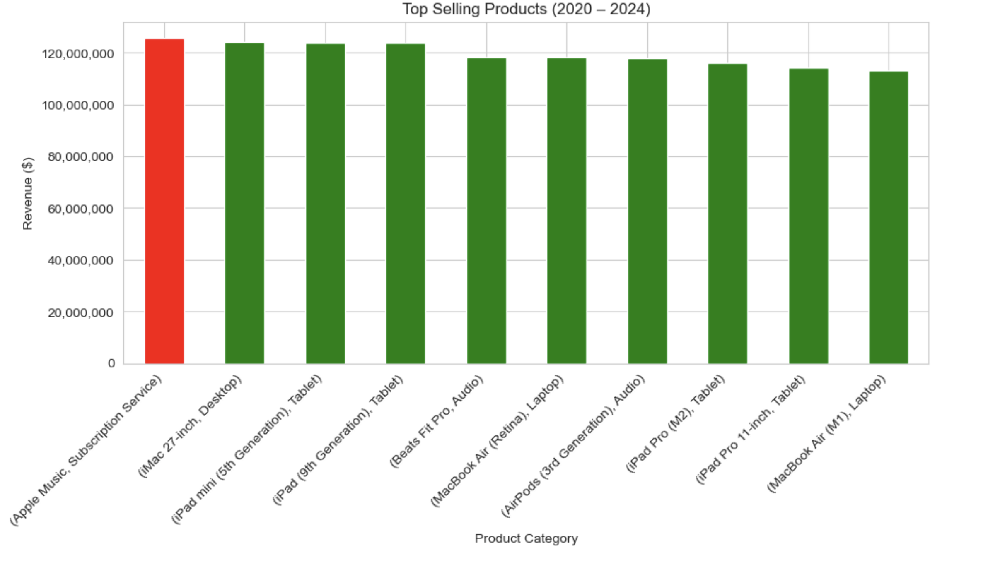 Top Selling Products (2020 – 2024)
120,000,000
100,000,000
80,000,000
60,000,000
40,000,000
20,000,000
0
Revenue ($)
(Apple Music, Subscription Service)
(iMac 27-inch, Desktop)
(iPad mini (5th Generation), Tablet)
(iPad (9th Generation), Tablet)
(Beats Fit Pro, Audio)
(MacBook Air (Retina), Laptop)
(AirPods (3rd Generation), Audio)
(iPad Pro (M2), Tablet)
(iPad Pro 11-inch, Tablet)
(MacBook Air (M1), Laptop)
Product Category